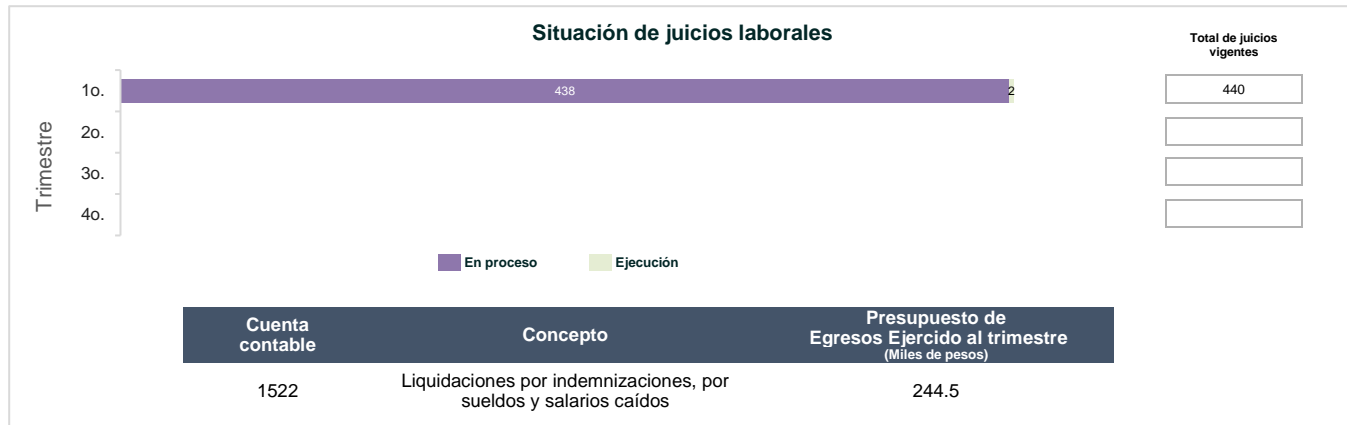 Situación de juicios laborales
Total de juicios
vigentes
Trimestre
1o.
438
2
440
2o.
3o.
4o.
En proceso
Ejecución
Cuenta
contable
Concepto
Presupuesto de
Egresos Ejercido al trimestre
(Miles de pesos)
1522
Liquidaciones por indemnizaciones, por
sueldos y salarios caídos
244.5